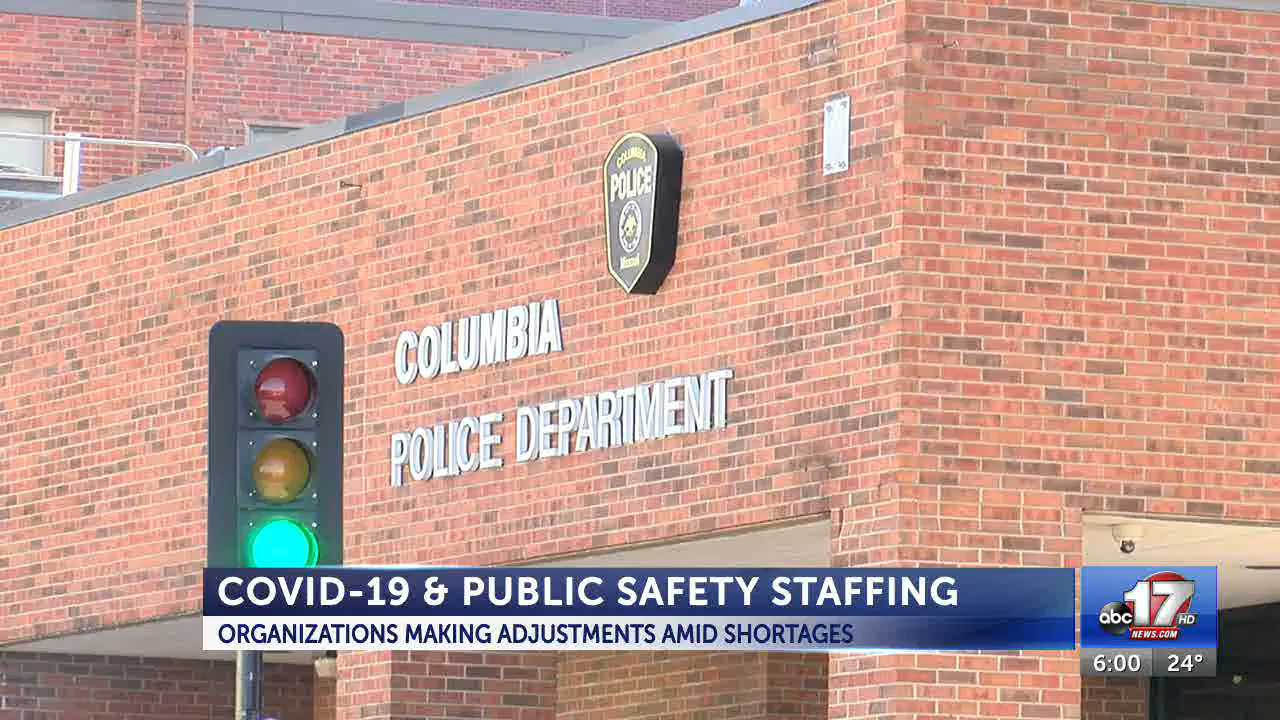 COLUMBIA
POLICE
Missouri
COLUMBIA
POLICE DEPARTMENT
COVID-19 & PUBLIC SAFETY STAFFING
ORGANIZATIONS MAKING ADJUSTMENTS AMID SHORTAGES
abc 17 HD
NEWS.COM
6:00 24°